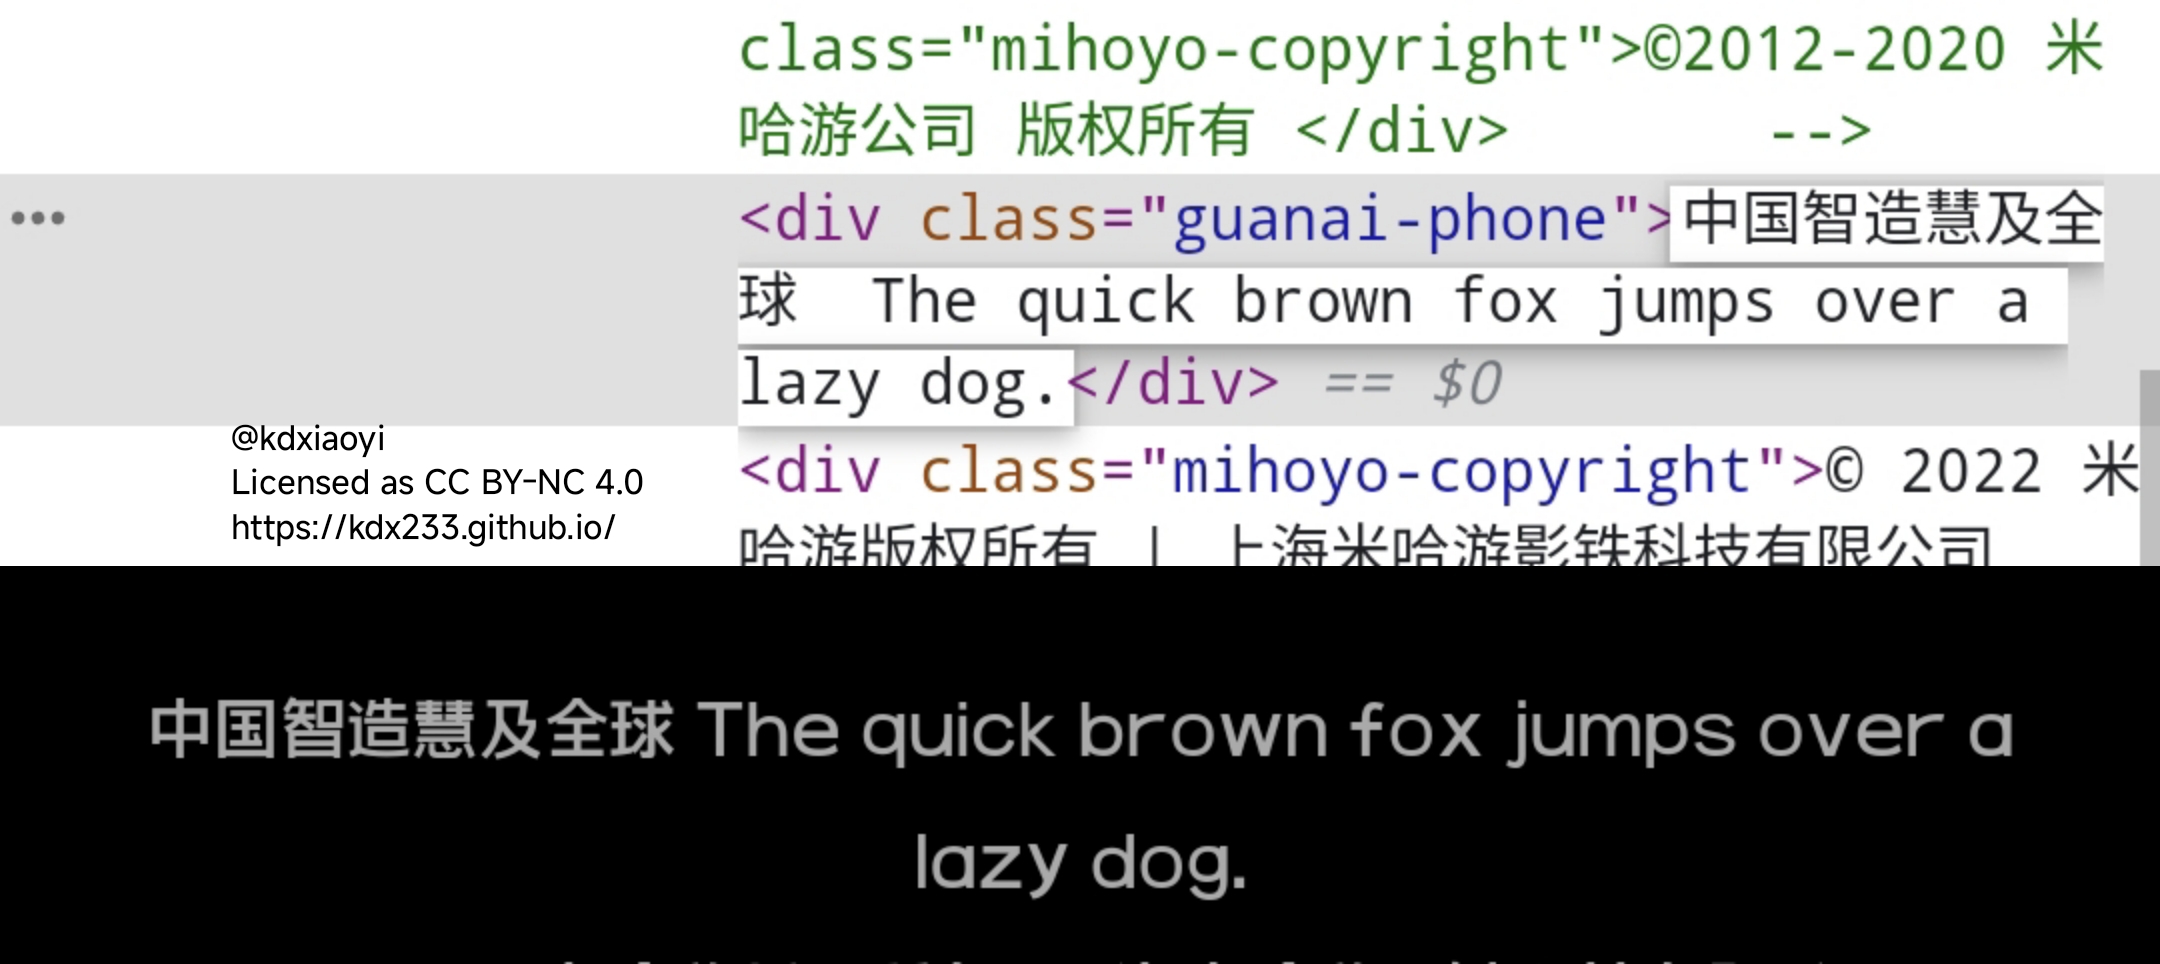 class="mihoyo-copyright">©2012-2020 米
哈游公司 版权所有 </div> -->
<div class="guanai-phone">中国智造慧及全
球 The quick brown fox jumps over a
lazy dog.</div> == $0
@kdxiaoyi
Licensed as CC BY-NC 4.0
https://kdx233.github.io/
<div class="mihoyo-copyright">© 2022 米
哈游版权所有 | 上海米哈游影铁科技有限公司
中国智造慧及全球 The quick brown fox jumps over a
lazy dog.